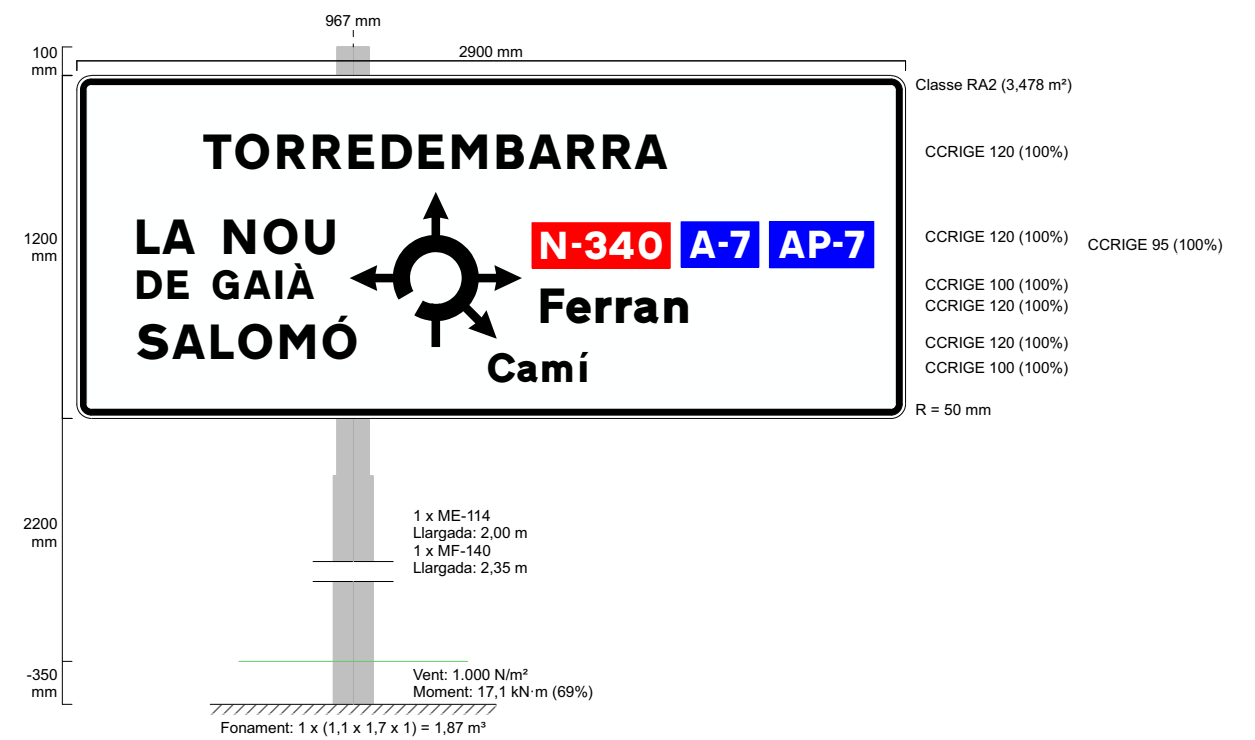 967 mm
100
mm
2900 mm
Classe RA2 (3,478 m²)
TORREDEMBARRA
CCRIGE 120 (100%)
1200
mm
LA NOU
N-340 A-7 AP-7
CCRIGE 120 (100%)
CCRIGE 95 (100%)
DE GAIÀ
CCRIGE 100 (100%)
Ferran
CCRIGE 120 (100%)
SALOMÓ
CCRIGE 120 (100%)
Camí
CCRIGE 100 (100%)
R = 50 mm
2200
mm
1 x ME-114
Llargada: 2,00 m
1 x MF-140
Llargada: 2,35 m
-350
mm
Vent: 1.000 N/m²
Moment: 17,1 kN·m (69%)
Fonament: 1 x (1,1 x 1,7 x 1) = 1,87 m³